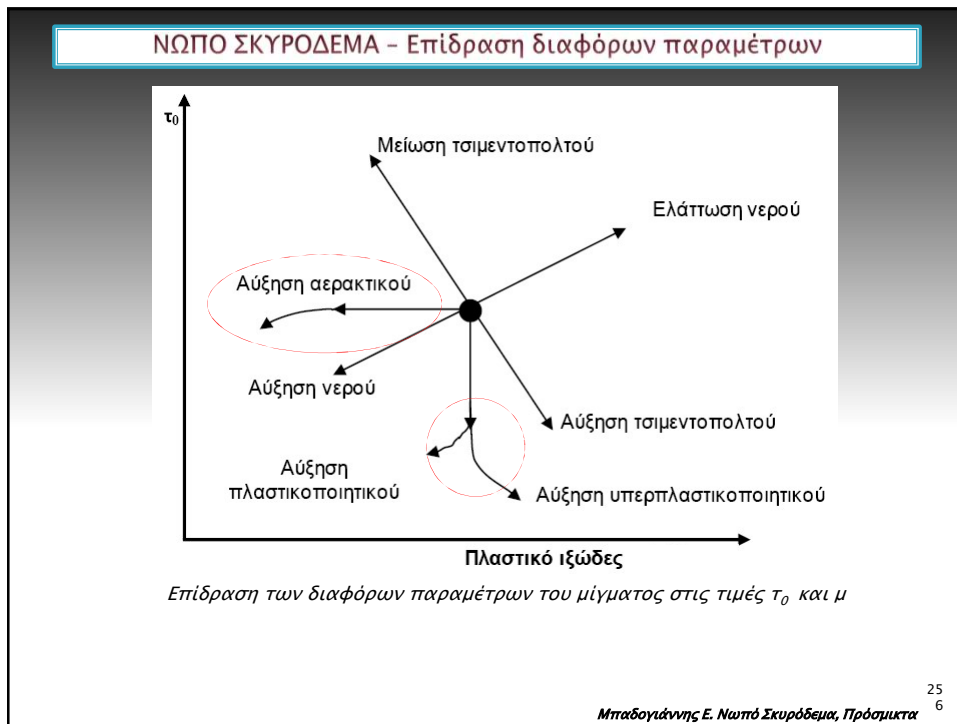 ΝΩΠΟ ΣΚΥΡΟΔΕΜΑ – Επίδραση διαφόρων παραμέτρων
τ0
Μείωση τσιμεντοπολτού
Ελάττωση νερού
Αύξηση αερακτικού
Αύξηση νερού
Αύξηση τσιμεντοπολτού
Αύξηση
πλαστικοποιητικού
Αύξηση υπερπλαστικοποιητικού
Πλαστικό ιξώδες
Επίδραση των διαφόρων παραμέτρων του μίγματος στις τιμές τ0 και μ
25
6
Μπαδογιάννης Ε. Νωπό Σκυρόδεμα, Πρόσμικτα